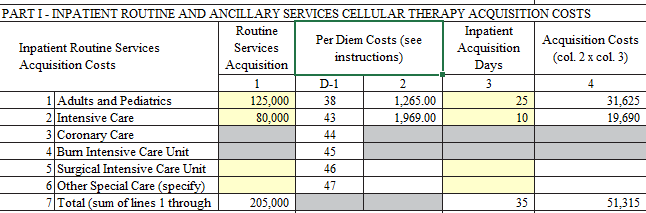 PART I - INPATIENT ROUTINE AND ANCILLARY SERVICES CELLULAR THERAPY ACQUISITION COSTS
Inpatient Routine Services Acquisition Costs | Routine Services Acquisition | Per Diem Costs (see instructions) | Inpatient Acquisition Days | Acquisition Costs (col. 2 x col. 3)
1 | D-1 | 2 | 3 | 4
1 Adults and Pediatrics 125,000 38 1,265.00 25 31,625
2 Intensive Care 80,000 43 1,969.00 10 19,690
3 Coronary Care 44
4 Burn Intensive Care Unit 45
5 Surgical Intensive Care Unit 46
6 Other Special Care (specify) 47
7 Total (sum of lines 1 through 205,000 35 51,315